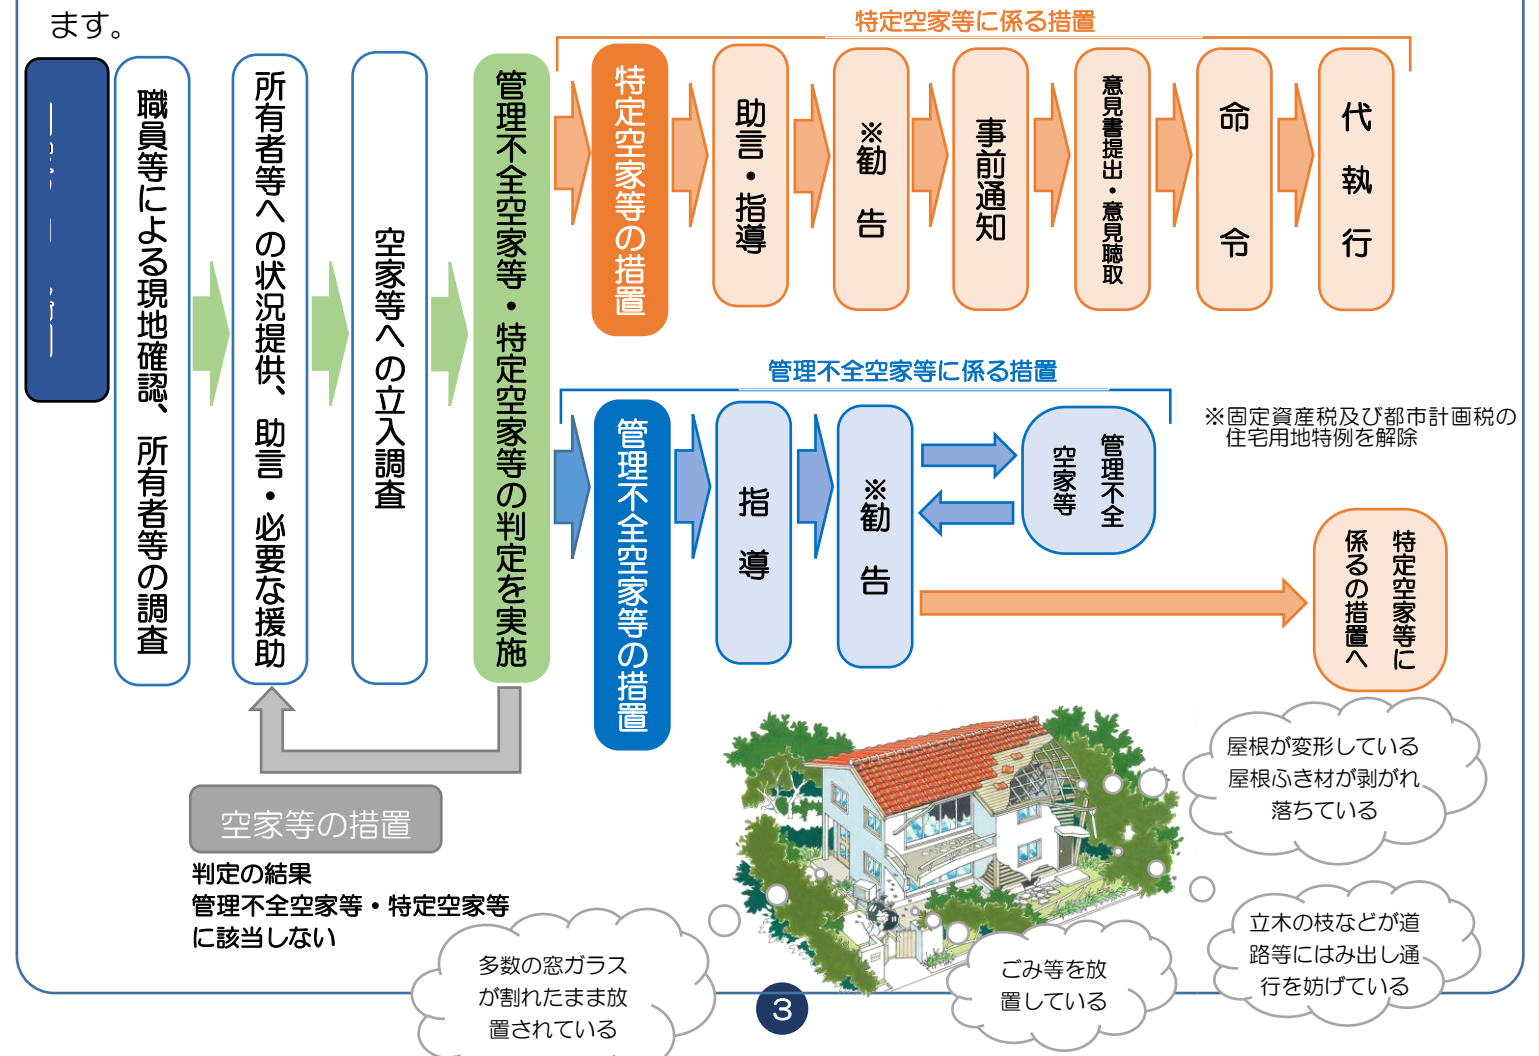 ます。
特定空家等に係る措置
職員等による現地確認、所有者等の調査
所有者等への状況提供、助言・必要な援助
空家等への立入調査
管理不全空家等・特定空家等の判定を実施
特定空家等の措置
助言・指導
※勧　告
事前通知
意見書提出・意見聴取
命　令
代執行
管理不全空家等に係る措置
管理不全空家等の措置
指　導
※勧　告
管理不全
空家等
※固定資産税及び都市計画税の
住宅用地特例を解除
特定空家等に
係るの措置へ
空家等の措置
判定の結果
管理不全空家等・特定空家等
に該当しない
屋根が変形している
屋根ふき材が剥がれ
落ちている
立木の枝などが道
路等にはみ出し通
行を妨げている
ごみ等を放
置している
多数の窓ガラス
が割れたまま放
置されている
3